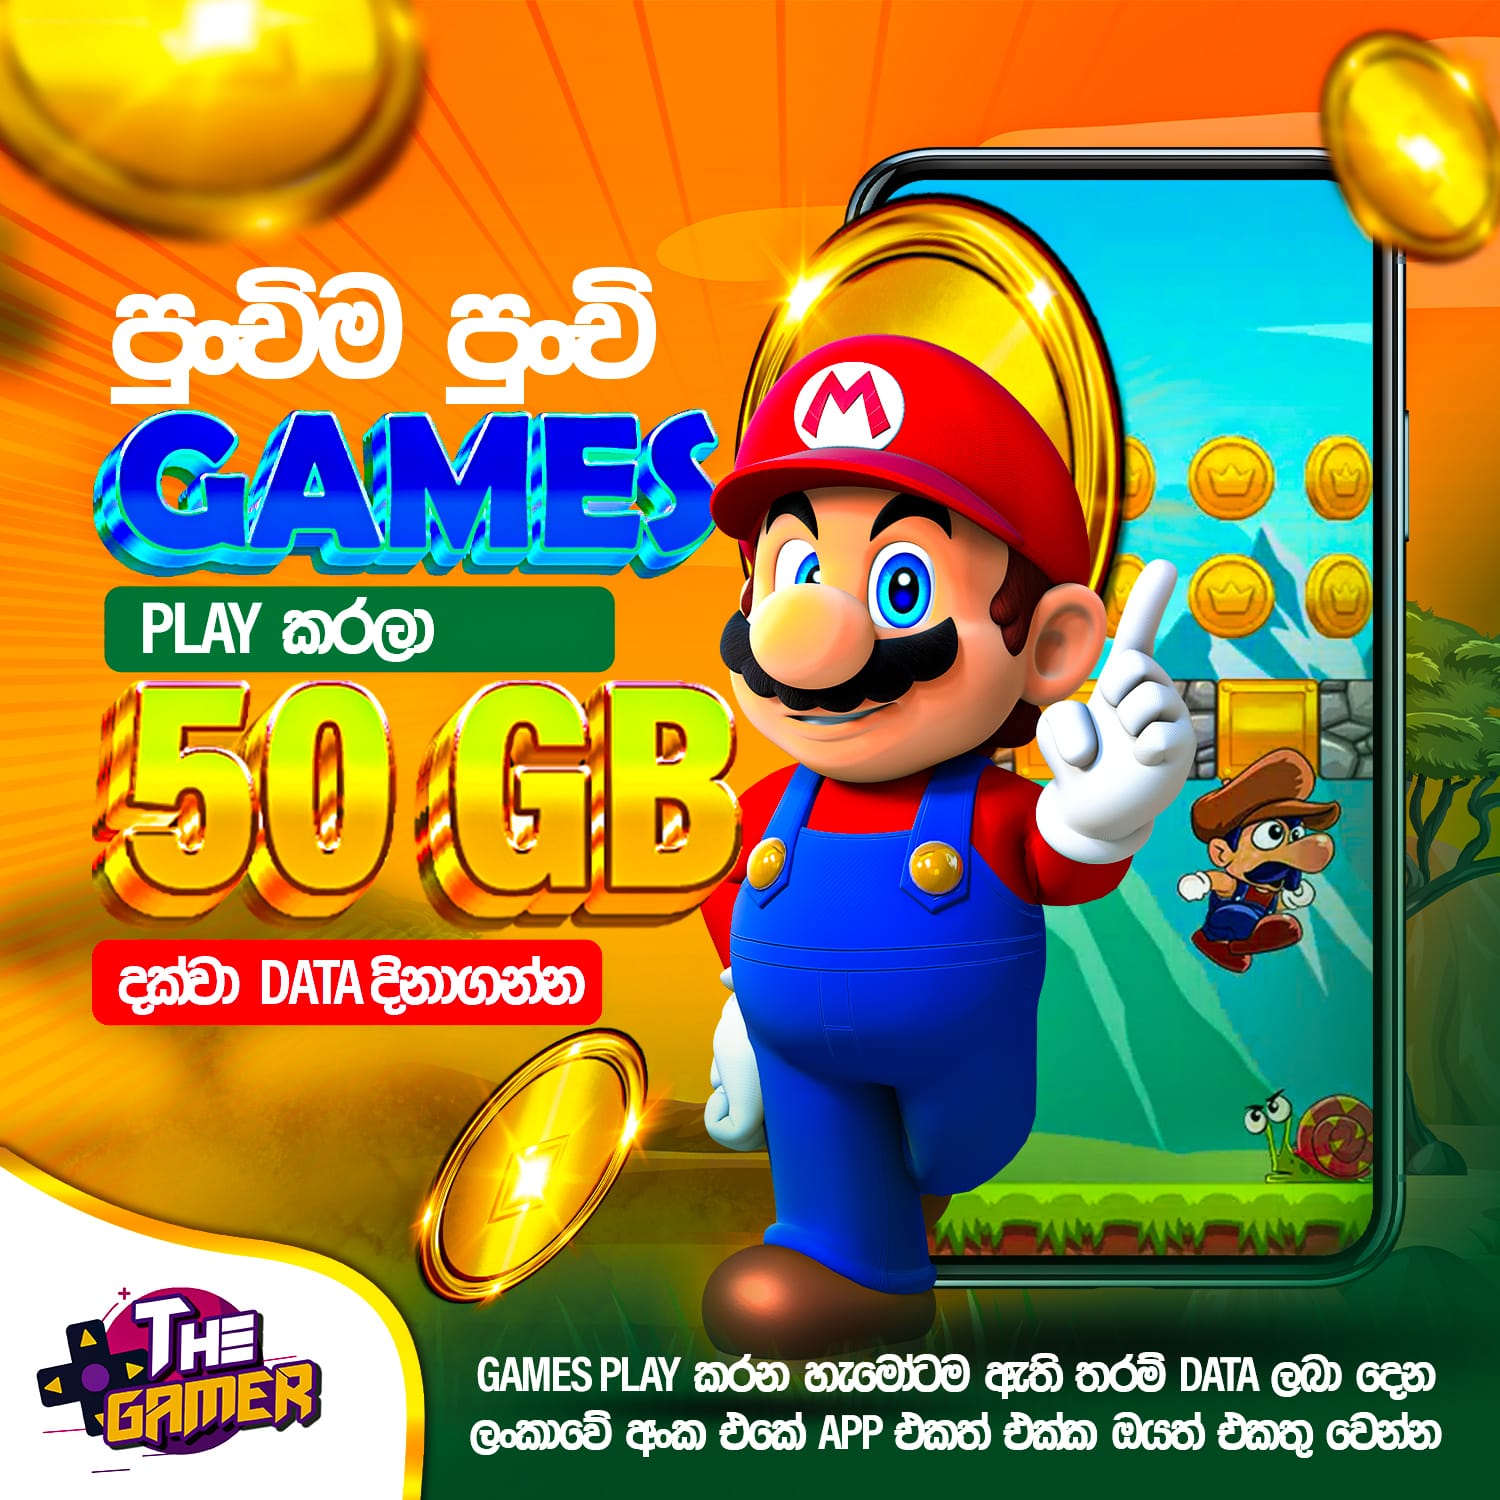 පුංචිම පුංචි
GAMES
PLAY කරලා
50 GB
දක්වා DATA දිනාගන්න
M
THE
GAMER
GAMES PLAY කරන හැමෝටම ඇති තරම් DATA ලබා දෙන
ලංකාවේ අංක එකේ APP එකත් එක්ක ඔයත් එකතු වෙන්න